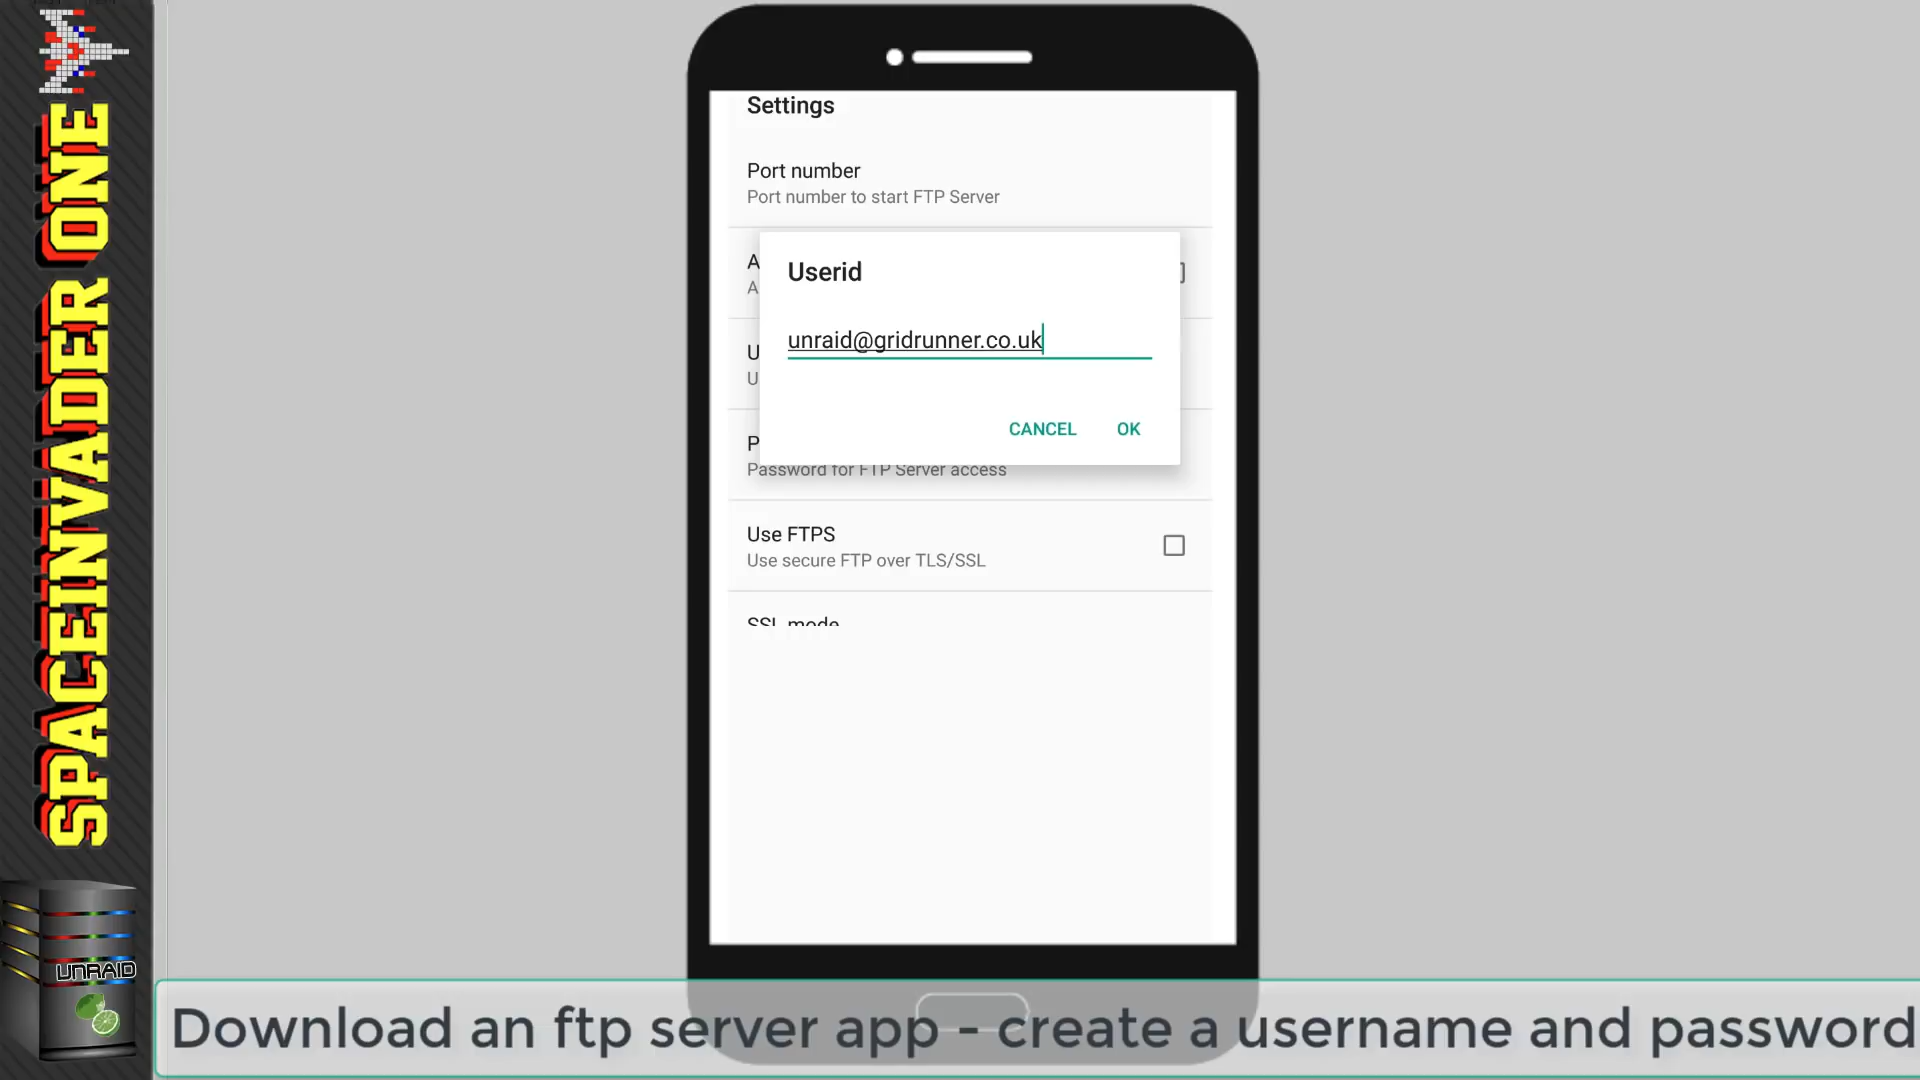 SPACEINVADER ONE
UNRAID
Settings
Port number
Port number to start FTP Server
A
A
Userid
unraid@gridrunner.co.uk
U
U
CANCEL
OK
P
Password for FTP Server access
Use FTPS
Use secure FTP over TLS/SSL
SSL mode
Download an ftp server app - create a username and password